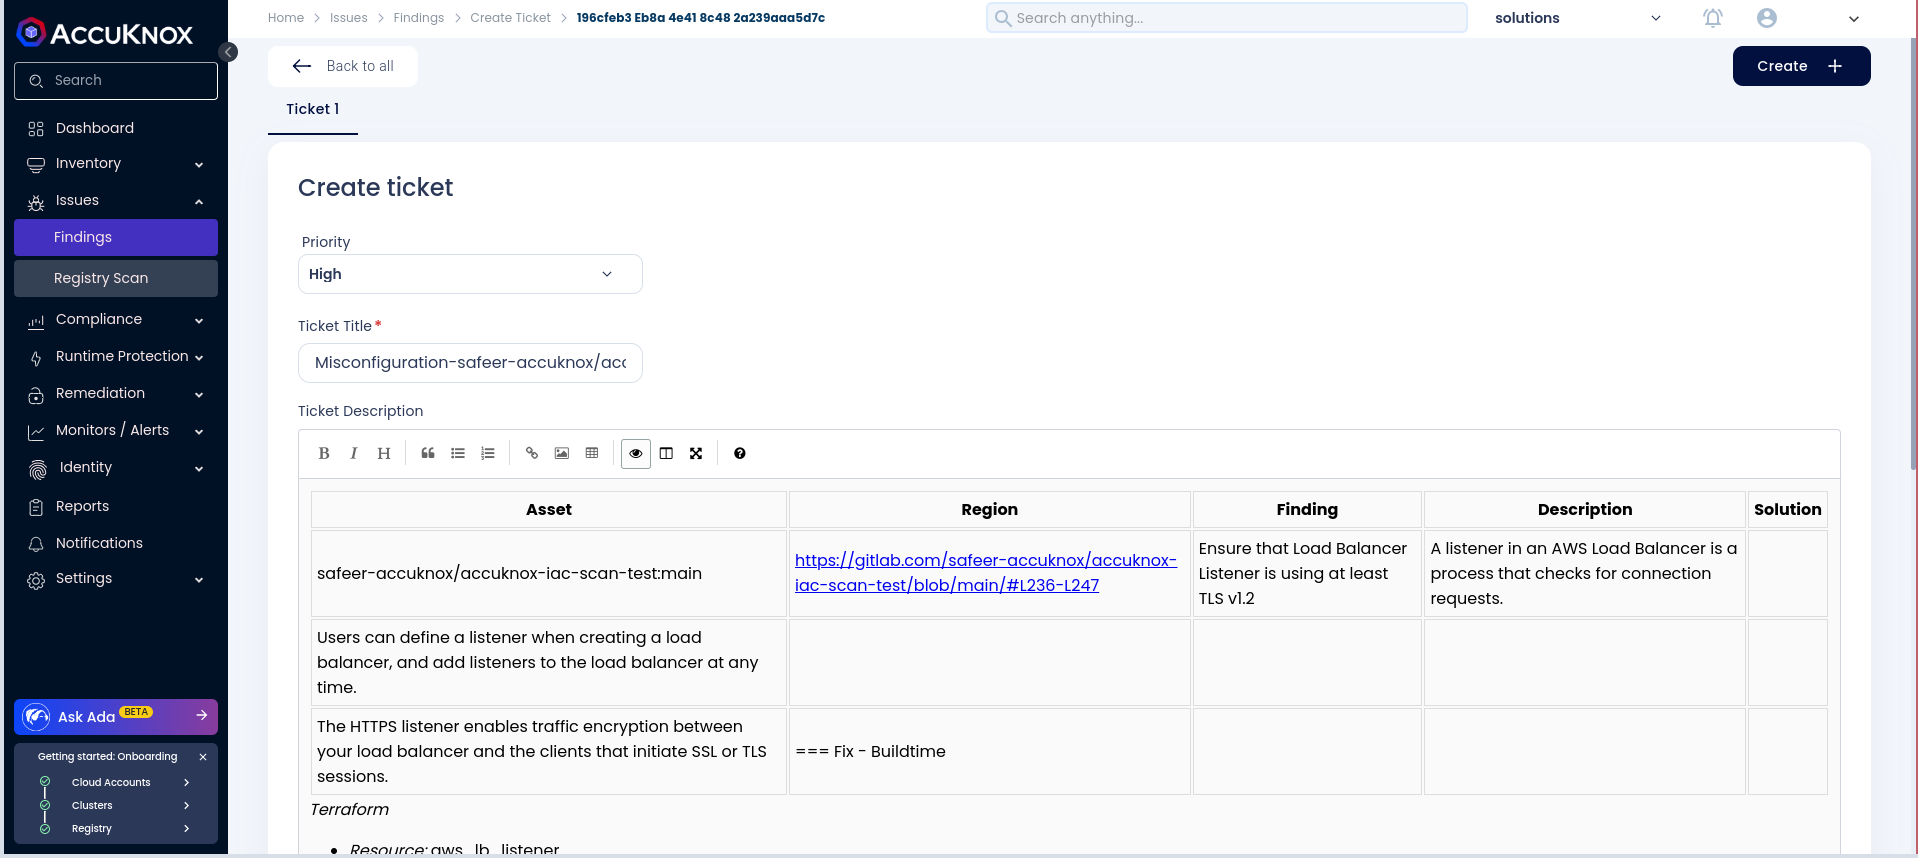 Home > Issues > Findings > Create Ticket > 196cfeb3 Eb8a 4e41 8c48 2a239aaa5d7c
Search anything...
solutions
ACCUKNOX
Search
Dashboard
Inventory
Issues
Findings
Registry Scan
Compliance
Runtime Protection
Remediation
Monitors / Alerts
Identity
Reports
Notifications
Settings
Ask Ada BETA
Getting started: Onboarding
Cloud Accounts
Clusters
Registry
Back to all
Create +
Ticket 1
Create ticket
Priority
High
Ticket Title *
Misconfiguration-safeer-accuknox/acc
Ticket Description
B I H
Asset Region Finding Description Solution
safeer-accuknox/accuknox-iac-scan-test:main
https://gitlab.com/safeer-accuknox/accuknox-
iac-scan-test/blob/main/#L236-L247
Ensure that Load Balancer
Listener is using at least
TLS v1.2
A listener in an AWS Load Balancer is a
process that checks for connection
requests.
Users can define a listener when creating a load
balancer, and add listeners to the load balancer at any
time.
The HTTPS listener enables traffic encryption between
your load balancer and the clients that initiate SSL or TLS
sessions.
=== Fix - Buildtime
Terraform
• Resource: aws_lb_listener